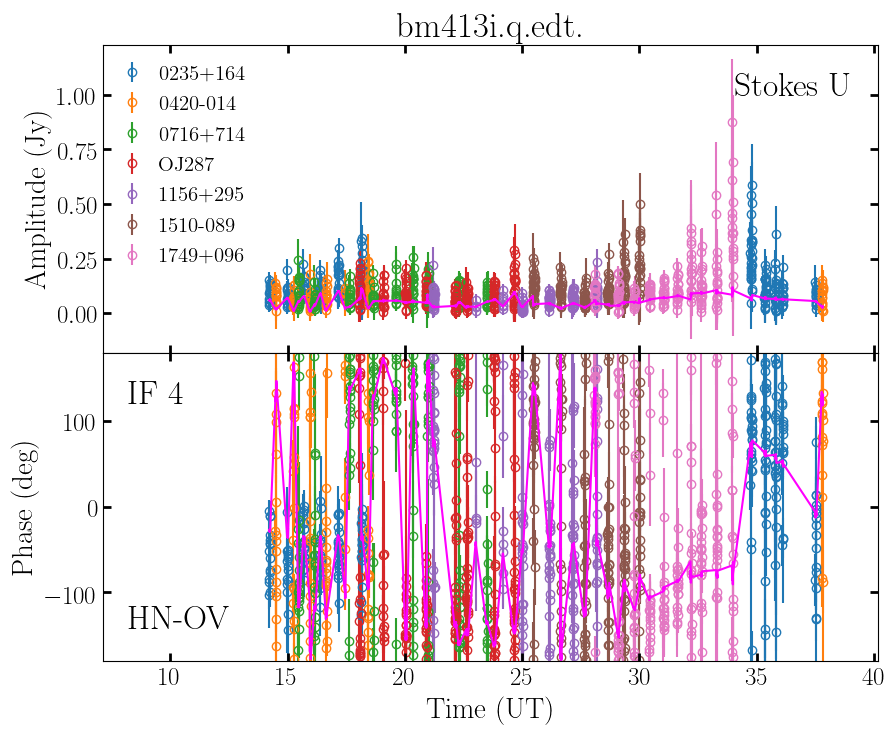 bm413i.q.edt.
Stokes U
0235+164
0420-014
0716+714
OJ287
1156+295
1510-089
1749+096
Amplitude (Jy)
1.00
0.75
0.50
0.25
0.00
IF 4
HN-OV
Phase (deg)
100
0
−100
10
15
20
25
30
35
40
Time (UT)